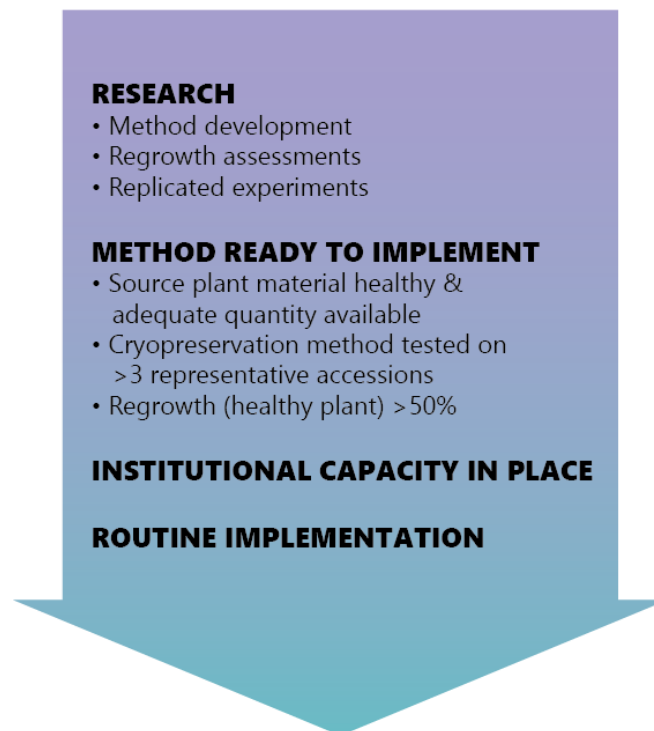 RESEARCH
• Method development
• Regrowth assessments
• Replicated experiments
METHOD READY TO IMPLEMENT
• Source plant material healthy &
adequate quantity available
• Cryopreservation method tested on
>3 representative accessions
• Regrowth (healthy plant) >50%
INSTITUTIONAL CAPACITY IN PLACE
ROUTINE IMPLEMENTATION